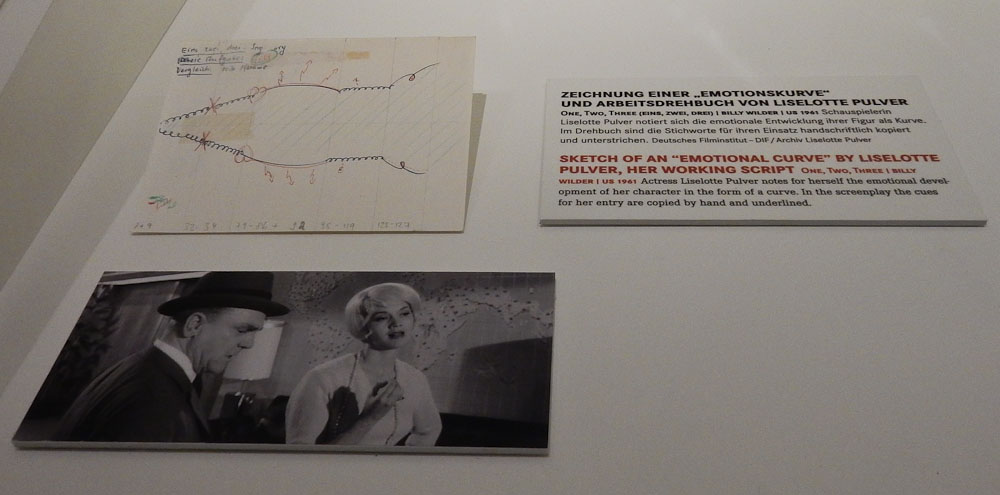 Eins zwei drei
Vergleich
ZEICHNUNG EINER „EMOTIONSKURVE“
UND ARBEITSDREHBUCH VON LISELOTTE PULVER
ONE, TWO, THREE (EINS, ZWEI, DREI) | BILLY WILDER | US 1961 Schauspielerin
Liselotte Pulver notiert sich die emotionale Entwicklung ihrer Figur als Kurve.
Im Drehbuch sind die Stichworte für ihren Einsatz handschriftlich kopiert
und unterstrichen. Deutsches Filminstitut – DIF / Archiv Liselotte Pulver
SKETCH OF AN “EMOTIONAL CURVE” BY LISELOTTE
PULVER, HER WORKING SCRIPT ONE, TWO, THREE | BILLY
WILDER | US 1961 Actress Liselotte Pulver notes for herself the emotional devel-
opment of her character in the form of a curve. In the screenplay the cues
for her entry are copied by hand and underlined.